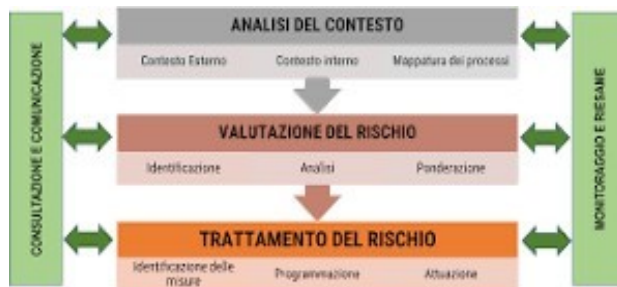 CONSULTAZIONE E COMUNICAZIONE
ANALISI DEL CONTESTO
Contesto Esterno
Contesto interno
Mappatura dei processi
VALUTAZIONE DEL RISCHIO
Identificazione
Analisi
Ponderazione
TRATTAMENTO DEL RISCHIO
Identificazione delle
misure
Programmazione
Attuazione
MONITORAGGIO E RIESAME